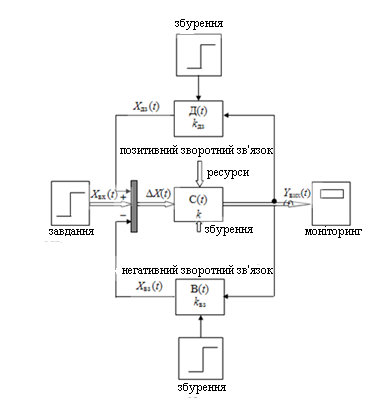 збурення
Xдз(t)
Д(t)
kдз
позитивний зворотний зв'язок
ресурси
Xвх(t)
+
ΔX(t)
C(t)
k
Yвих(t)
−
завдання
збурення
моніторинг
негативний зворотний зв'язок
Xвз(t)
В(t)
kвз
збурення